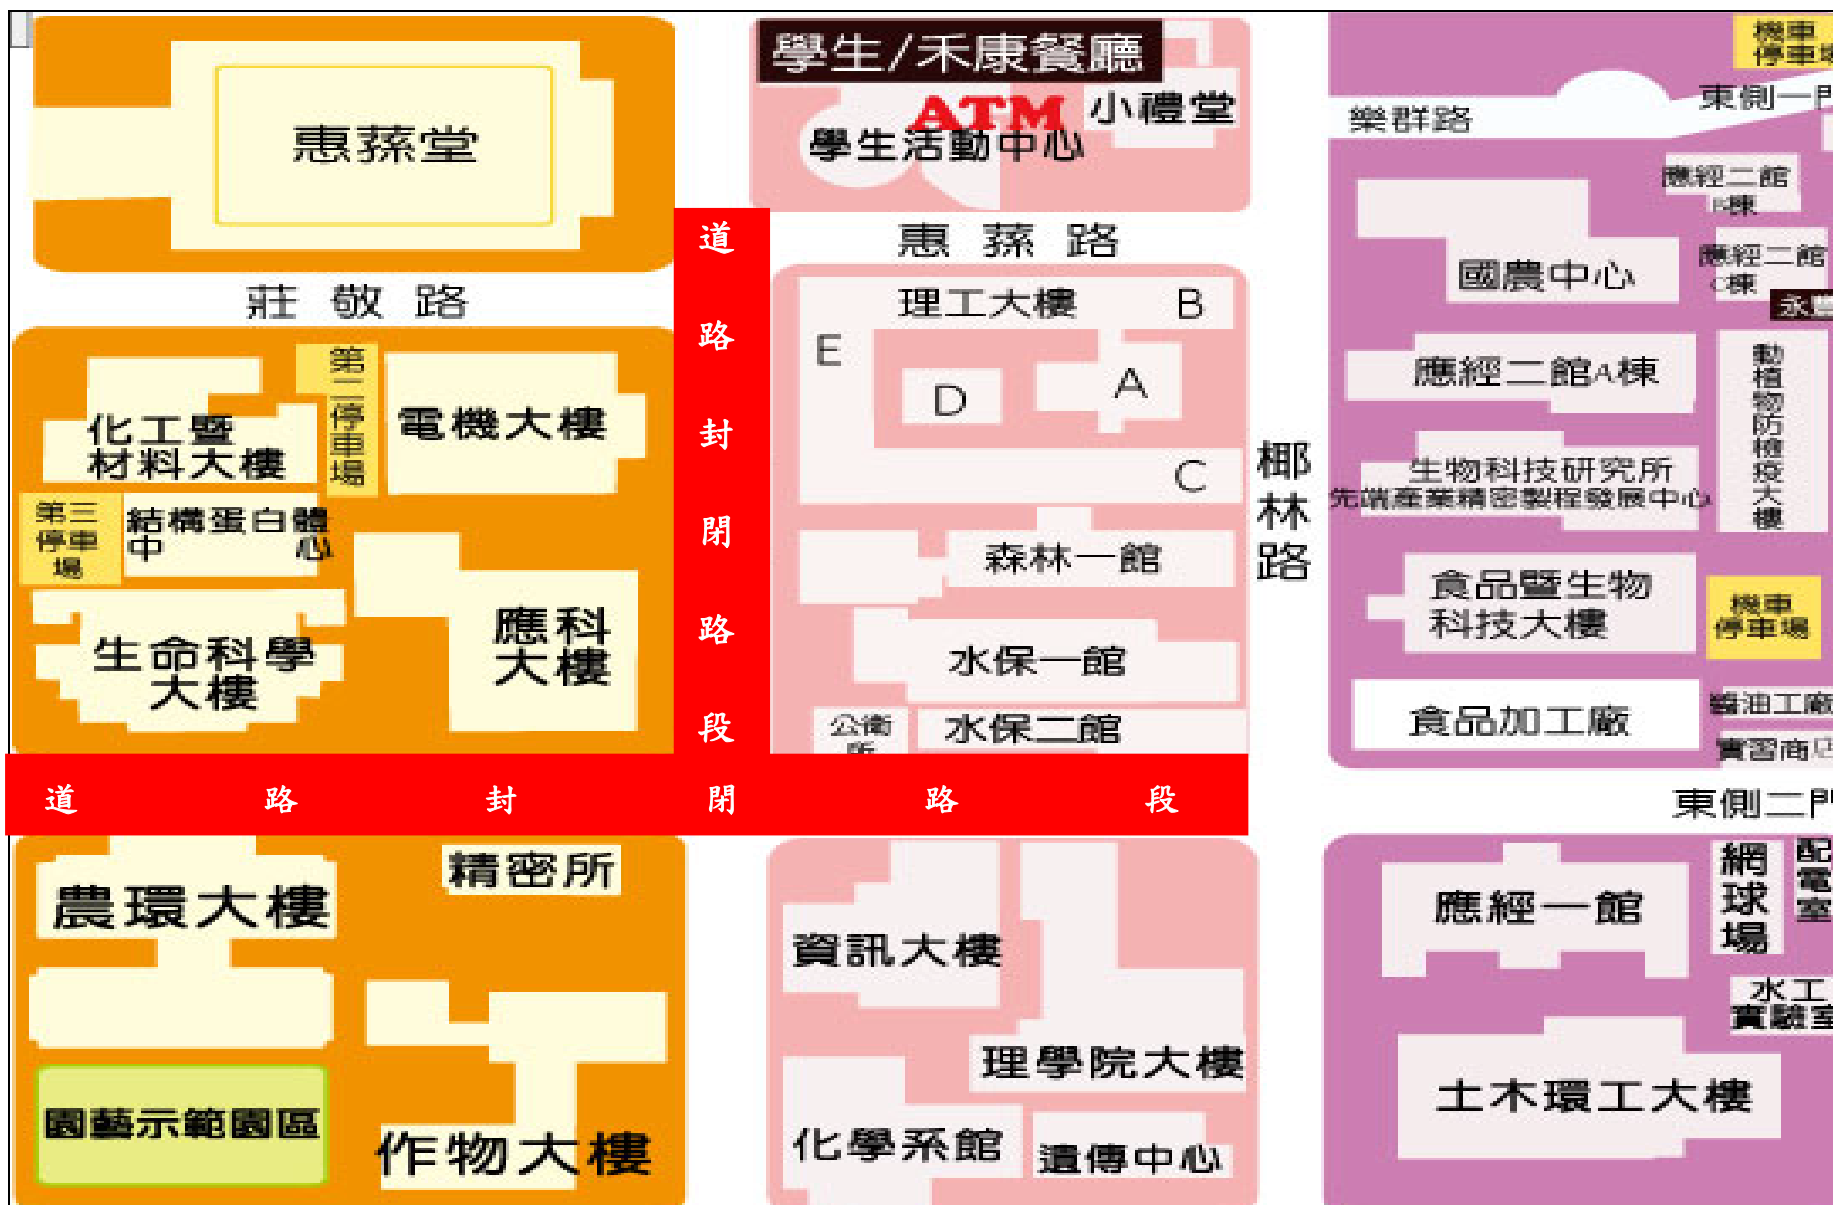 惠蓀堂
莊敬路
化工暨
材料大樓
第二停車場
電機大樓
第三
停車
場
結構蛋白體
中心
生命科學
大樓
應科
大樓
道路封閉路段
學生/禾康餐廳
ATM
小禮堂
學生活動中心
惠蓀路
理工大樓
B
E
D
A
C
森林一館
水保一館
公衛
所
水保二館
椰林路
機車
停車場
東側一門
樂群路
應經二館
B棟
國農中心
應經二館
C棟
永豐
應經二館A棟
動植物防檢疫大樓
生物科技研究所
先端產業精密製程發展中心
食品暨生物
科技大樓
機車
停車場
食品加工廠
醬油工廠
實習商店
道路封閉路段
東側二門
農環大樓
精密所
園藝示範園區
作物大樓
資訊大樓
理學院大樓
化學系館
遺傳中心
應經一館
網球場
配電室
水工
實驗室
土木環工大樓